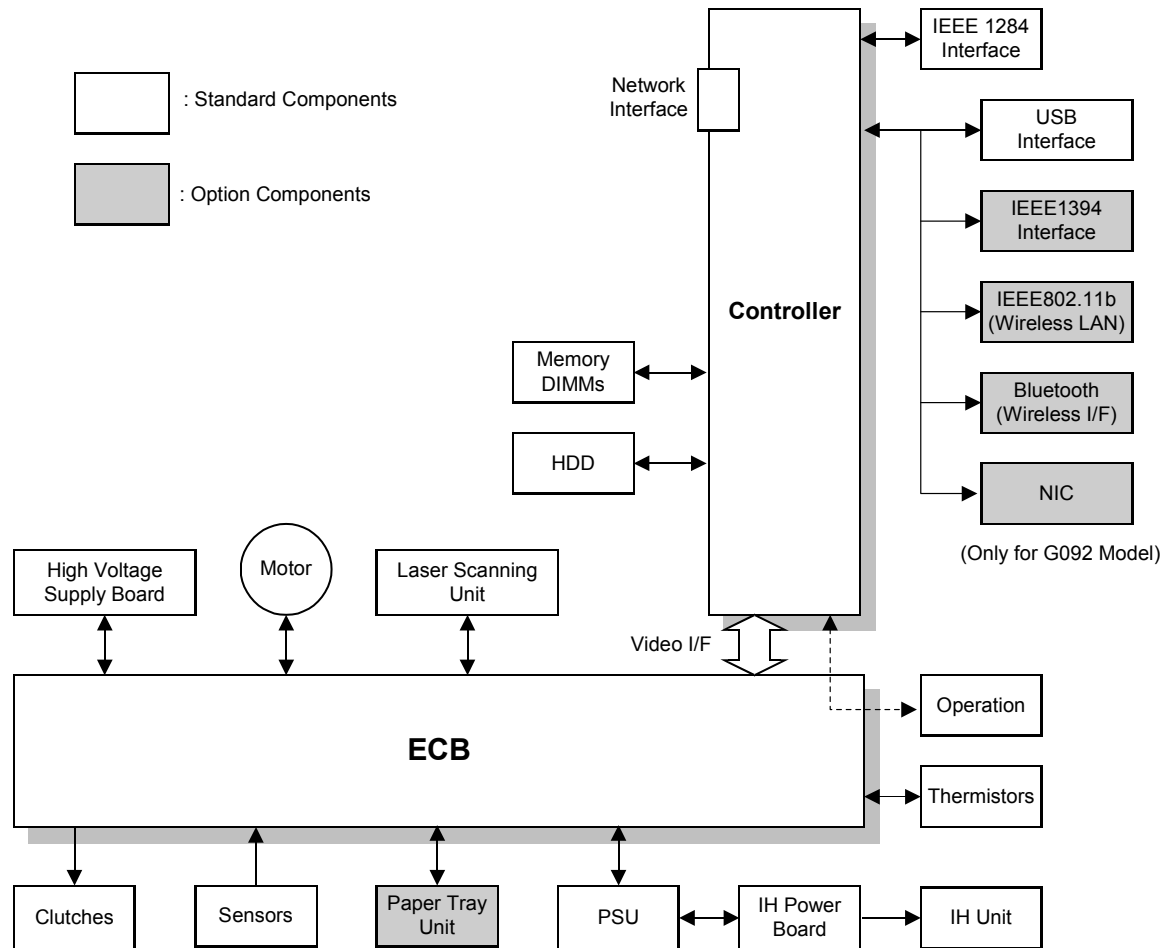 IEEE 1284
Interface
Network
Interface
: Standard Components
USB
Interface
: Option Components
IEEE1394
Interface
Controller
IEEE802.11b
(Wireless LAN)
Memory
DIMMs
Bluetooth
(Wireless I/F)
HDD
NIC
(Only for G092 Model)
High Voltage
Supply Board
Motor
Laser Scanning
Unit
Video I/F
Operation
ECB
Thermistors
Clutches
Sensors
Paper Tray
Unit
PSU
IH Power
Board
IH Unit